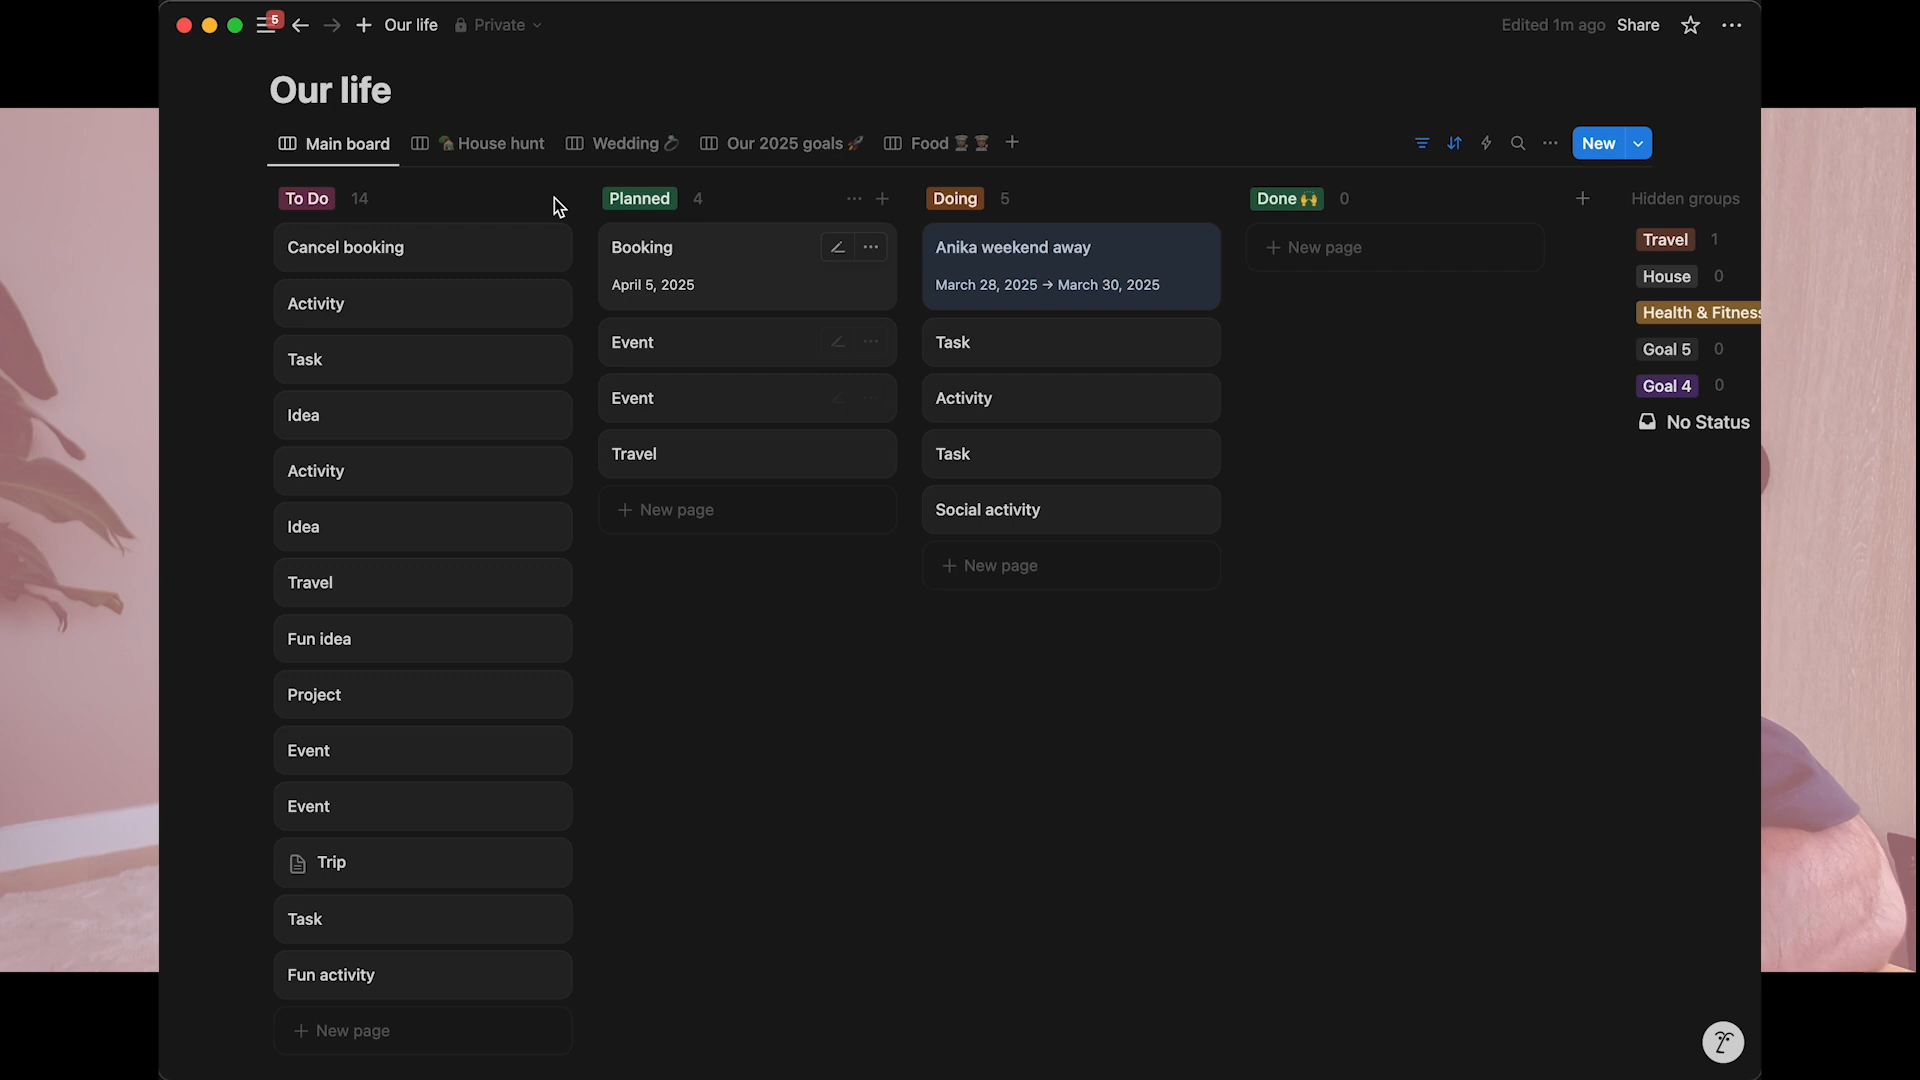 5
Our life
Private
Edited 1m ago
Share
Our life
Main board
House hunt
Wedding
Our 2025 goals
Food
New
To Do 14
Cancel booking
Activity
Task
Idea
Activity
Idea
Travel
Fun idea
Project
Event
Event
Trip
Task
Fun activity
+ New page
Planned 4
Booking
April 5, 2025
Event
Event
Travel
+ New page
Doing 5
Anika weekend away
March 28, 2025 → March 30, 2025
Task
Activity
Task
Social activity
+ New page
Done 🙌 0
+ New page
Hidden groups
Travel 1
House 0
Health & Fitness
Goal 5 0
Goal 4 0
No Status